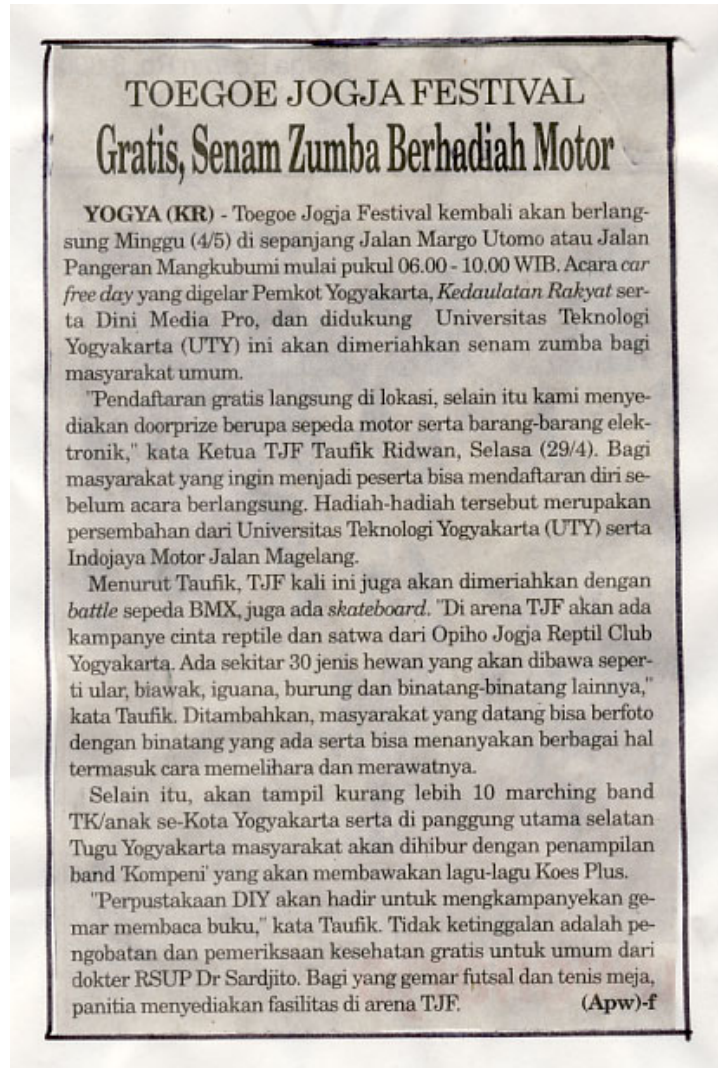 TOEGOE JOGJA FESTIVAL
Gratis, Senam Zumba Berhadiah Motor
YOGYA (KR) - Toegoe Jogja Festival kembali akan berlang-
sung Minggu (4/5) di sepanjang Jalan Margo Utomo atau Jalan
Pangeran Mangkubumi mulai pukul 06.00 - 10.00 WIB. Acara car
free day yang digelar Pemkot Yogyakarta, Kedaulatan Rakyat ser-
ta Dini Media Pro, dan didukung Universitas Teknologi
Yogyakarta (UTY) ini akan dimeriahkan senam zumba bagi
masyarakat umum.
"Pendaftaran gratis langsung di lokasi, selain itu kami menye-
diakan doorprize berupa sepeda motor serta barang-barang elek-
tronik," kata Ketua TJF Taufik Ridwan, Selasa (29/4). Bagi
masyarakat yang ingin menjadi peserta bisa mendaftaran diri se-
belum acara berlangsung. Hadiah-hadiah tersebut merupakan
persembahan dari Universitas Teknologi Yogyakarta (UTY) serta
Indojaya Motor Jalan Magelang.
Menurut Taufik, TJF kali ini juga akan dimeriahkan dengan
battle sepeda BMX, juga ada skateboard. "Di arena TJF akan ada
kampanye cinta reptile dan satwa dari Opiho Jogja Reptil Club
Yogyakarta. Ada sekitar 30 jenis hewan yang akan dibawa seper-
ti ular, biawak, iguana, burung dan binatang-binatang lainnya,"
kata Taufik. Ditambahkan, masyarakat yang datang bisa berfoto
dengan binatang yang ada serta bisa menanyakan berbagai hal
termasuk cara memelihara dan merawatnya.
Selain itu, akan tampil kurang lebih 10 marching band
TK/anak se-Kota Yogyakarta serta di panggung utama selatan
Tugu Yogyakarta masyarakat akan dihibur dengan penampilan
band 'Kompeni' yang akan membawakan lagu-lagu Koes Plus.
"Perpustakaan DIY akan hadir untuk mengkampanyekan ge-
mar membaca buku," kata Taufik. Tidak ketinggalan adalah pe-
ngobatan dan pemeriksaan kesehatan gratis untuk umum dari
dokter RSUP Dr Sardjito. Bagi yang gemar futsal dan tenis meja,
panitia menyediakan fasilitas di arena TJF. (Apw)-f